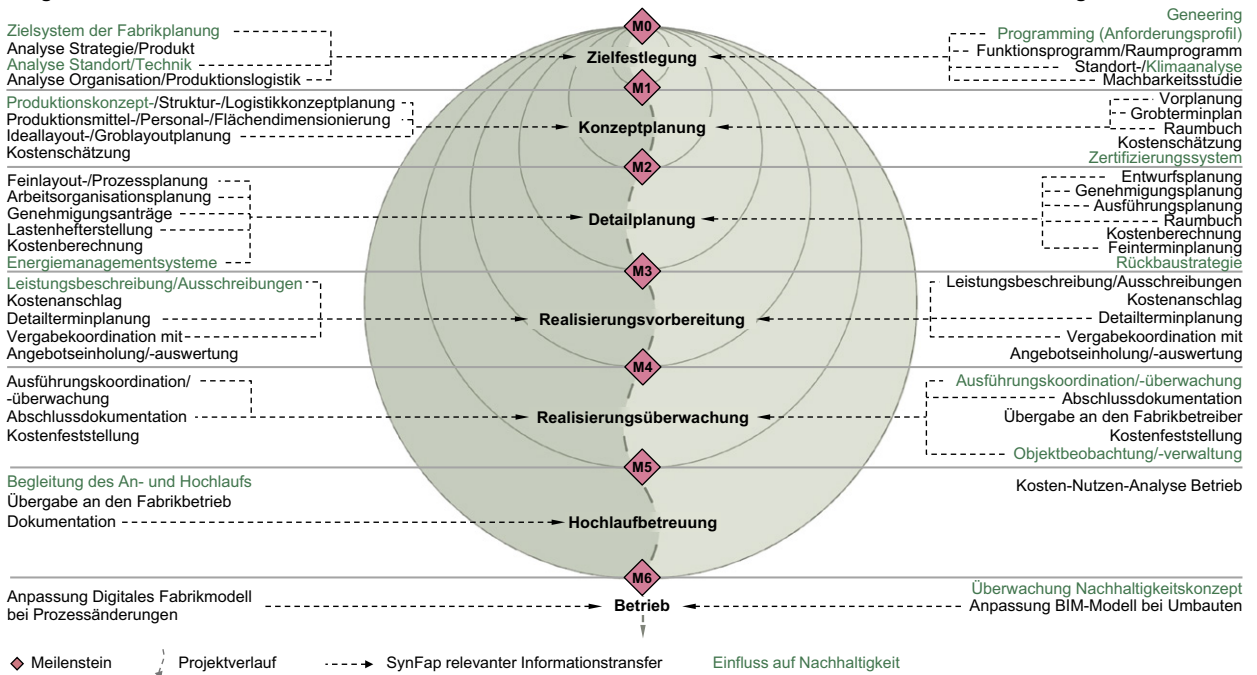 Zielsystem der Fabrikplanung
Analyse Strategie/Produkt
Analyse Standort/Technik
Analyse Organisation/Produktionslogistik
M0
Zielfestlegung
Geneering
Programming (Anforderungsprofil)
Funktionsprogramm/Raumprogramm
Standort-/Klimaanalyse
Machbarkeitsstudie
M1
Produktionskonzept-/Struktur-/Logistikkonzeptplanung
Produktionsmittel-/Personal-/Flächendimensionierung
Ideallayout-/Groblayoutplanung
Kostenschätzung
Konzeptplanung
Vorplanung
Grobterminplan
Raumbuch
Kostenschätzung
Zertifizierungssystem
M2
Feinlayout-/Prozessplanung
Arbeitsorganisationsplanung
Genehmigungsanträge
Lastenhefterstellung
Kostenberechnung
Energiemanagementsysteme
Detailplanung
Entwurfsplanung
Genehmigungsplanung
Ausführungsplanung
Raumbuch
Kostenberechnung
Feinterminplanung
Rückbaustrategie
M3
Leistungsbeschreibung/Ausschreibungen
Kostenanschlag
Detailterminplanung
Vergabekoordination mit
Angebotseinholung/-auswertung
Realisierungsvorbereitung
Leistungsbeschreibung/Ausschreibungen
Kostenanschlag
Detailterminplanung
Vergabekoordination mit
Angebotseinholung/-auswertung
M4
Ausführungskoordination/
-überwachung
Abschlussdokumentation
Kostenfeststellung
Realisierungsüberwachung
Ausführungskoordination/-überwachung
Abschlussdokumentation
Übergabe an den Fabrikbetreiber
Kostenfeststellung
Objektbeobachtung/-verwaltung
M5
Begleitung des An- und Hochlaufs
Übergabe an den Fabrikbetrieb
Dokumentation
Hochlaufbetreuung
Kosten-Nutzen-Analyse Betrieb
M6
Anpassung Digitales Fabrikmodell
bei Prozessänderungen
Betrieb
Überwachung Nachhaltigkeitskonzept
Anpassung BIM-Modell bei Umbauten
Meilenstein
Projektverlauf
SynFap relevanter Informationstransfer
Einfluss auf Nachhaltigkeit